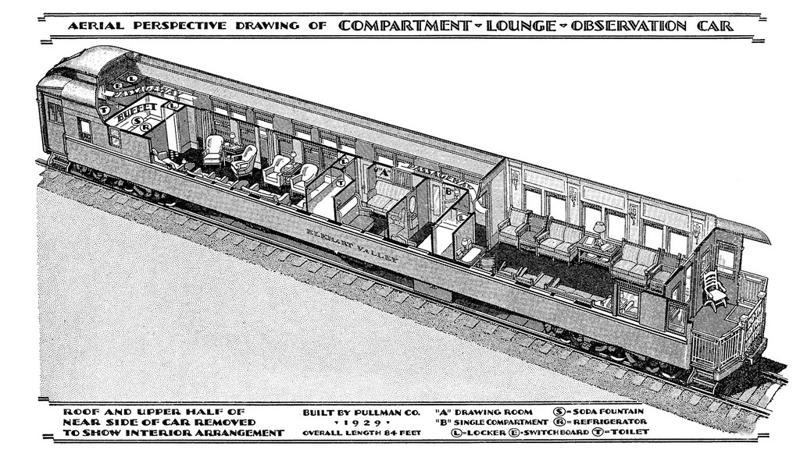 AERIAL PERSPECTIVE DRAWING OF COMPARTMENT - LOUNGE - OBSERVATION CAR
E L
PASSAGEWAY
T BUFFET L
S
R
L
T
"A"
PASSAGEWAY
"B"
ELKHART VALLEY
ROOF AND UPPER HALF OF
NEAR SIDE OF CAR REMOVED
TO SHOW INTERIOR ARRANGEMENT
BUILT BY PULLMAN CO.
• 1929 •
OVERALL LENGTH 84 FEET
"A" DRAWING ROOM S=SODA FOUNTAIN
"B" SINGLE COMPARTMENT R=REFRIGERATOR
L=LOCKER E=SWITCHBOARD T=TOILET